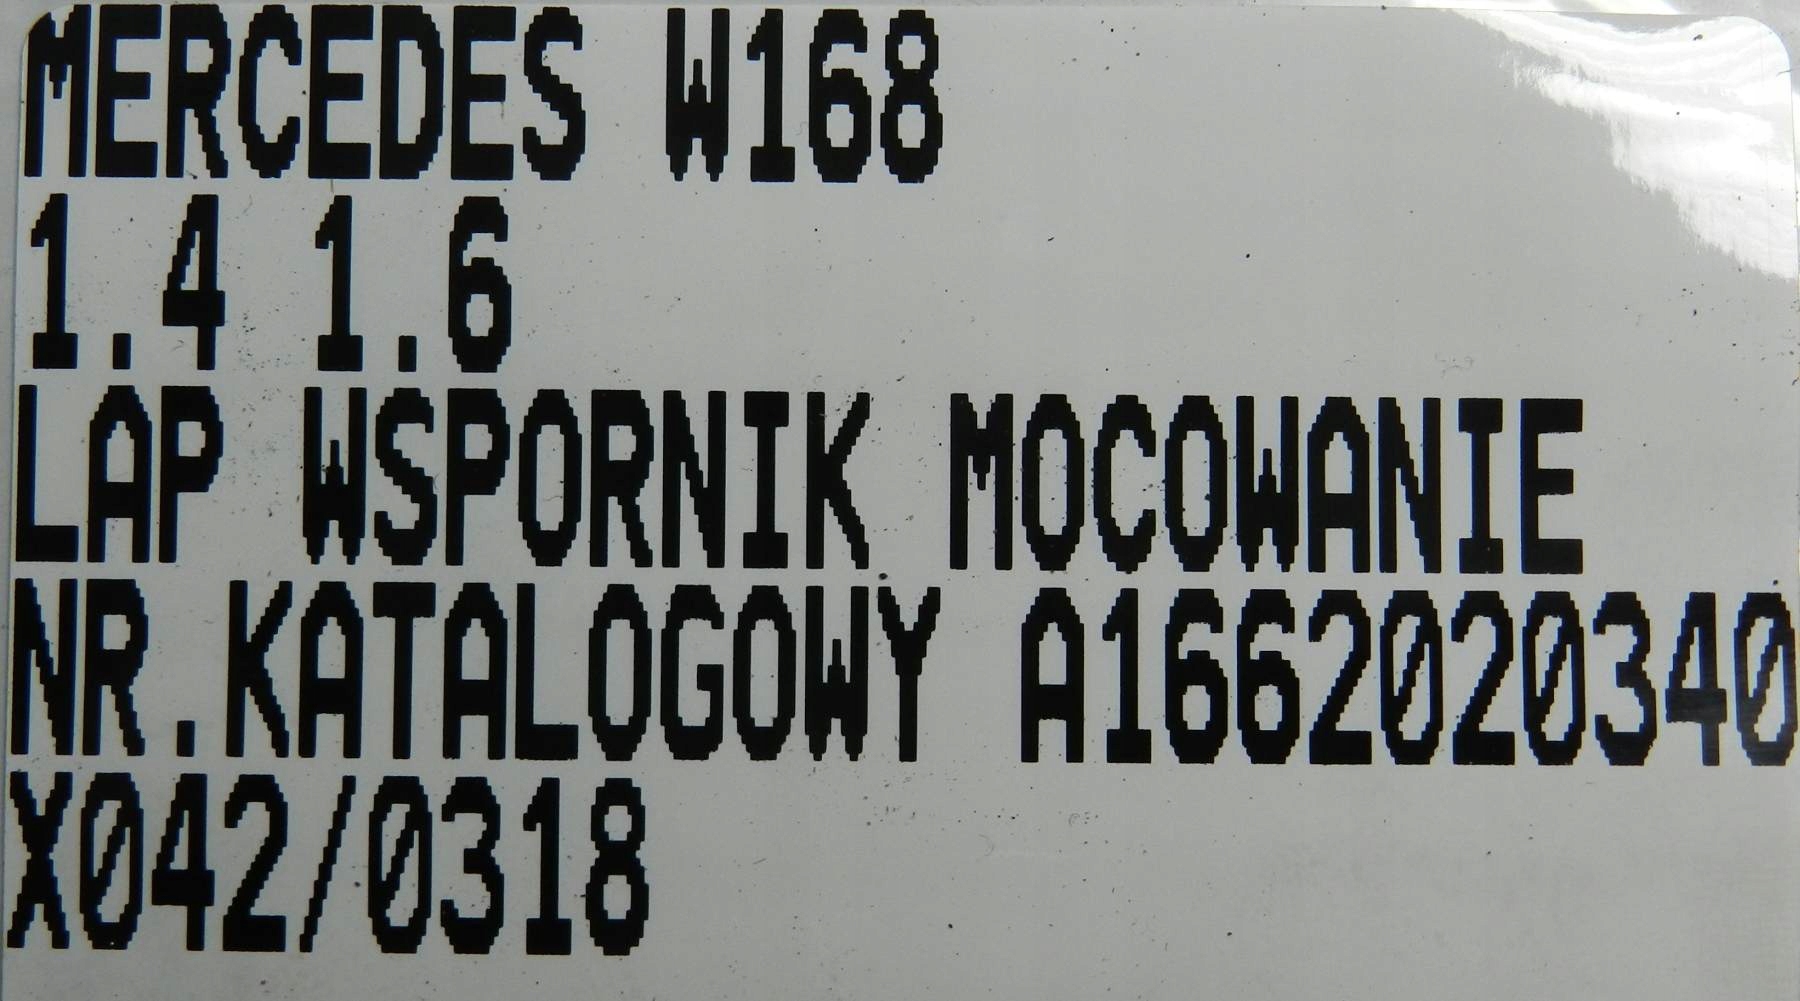 MERCEDES W168
1.4 1.6
LAP WSPORNIK MOCOWANIE
NR.KATALOGOWY A1662020340
X042/0318